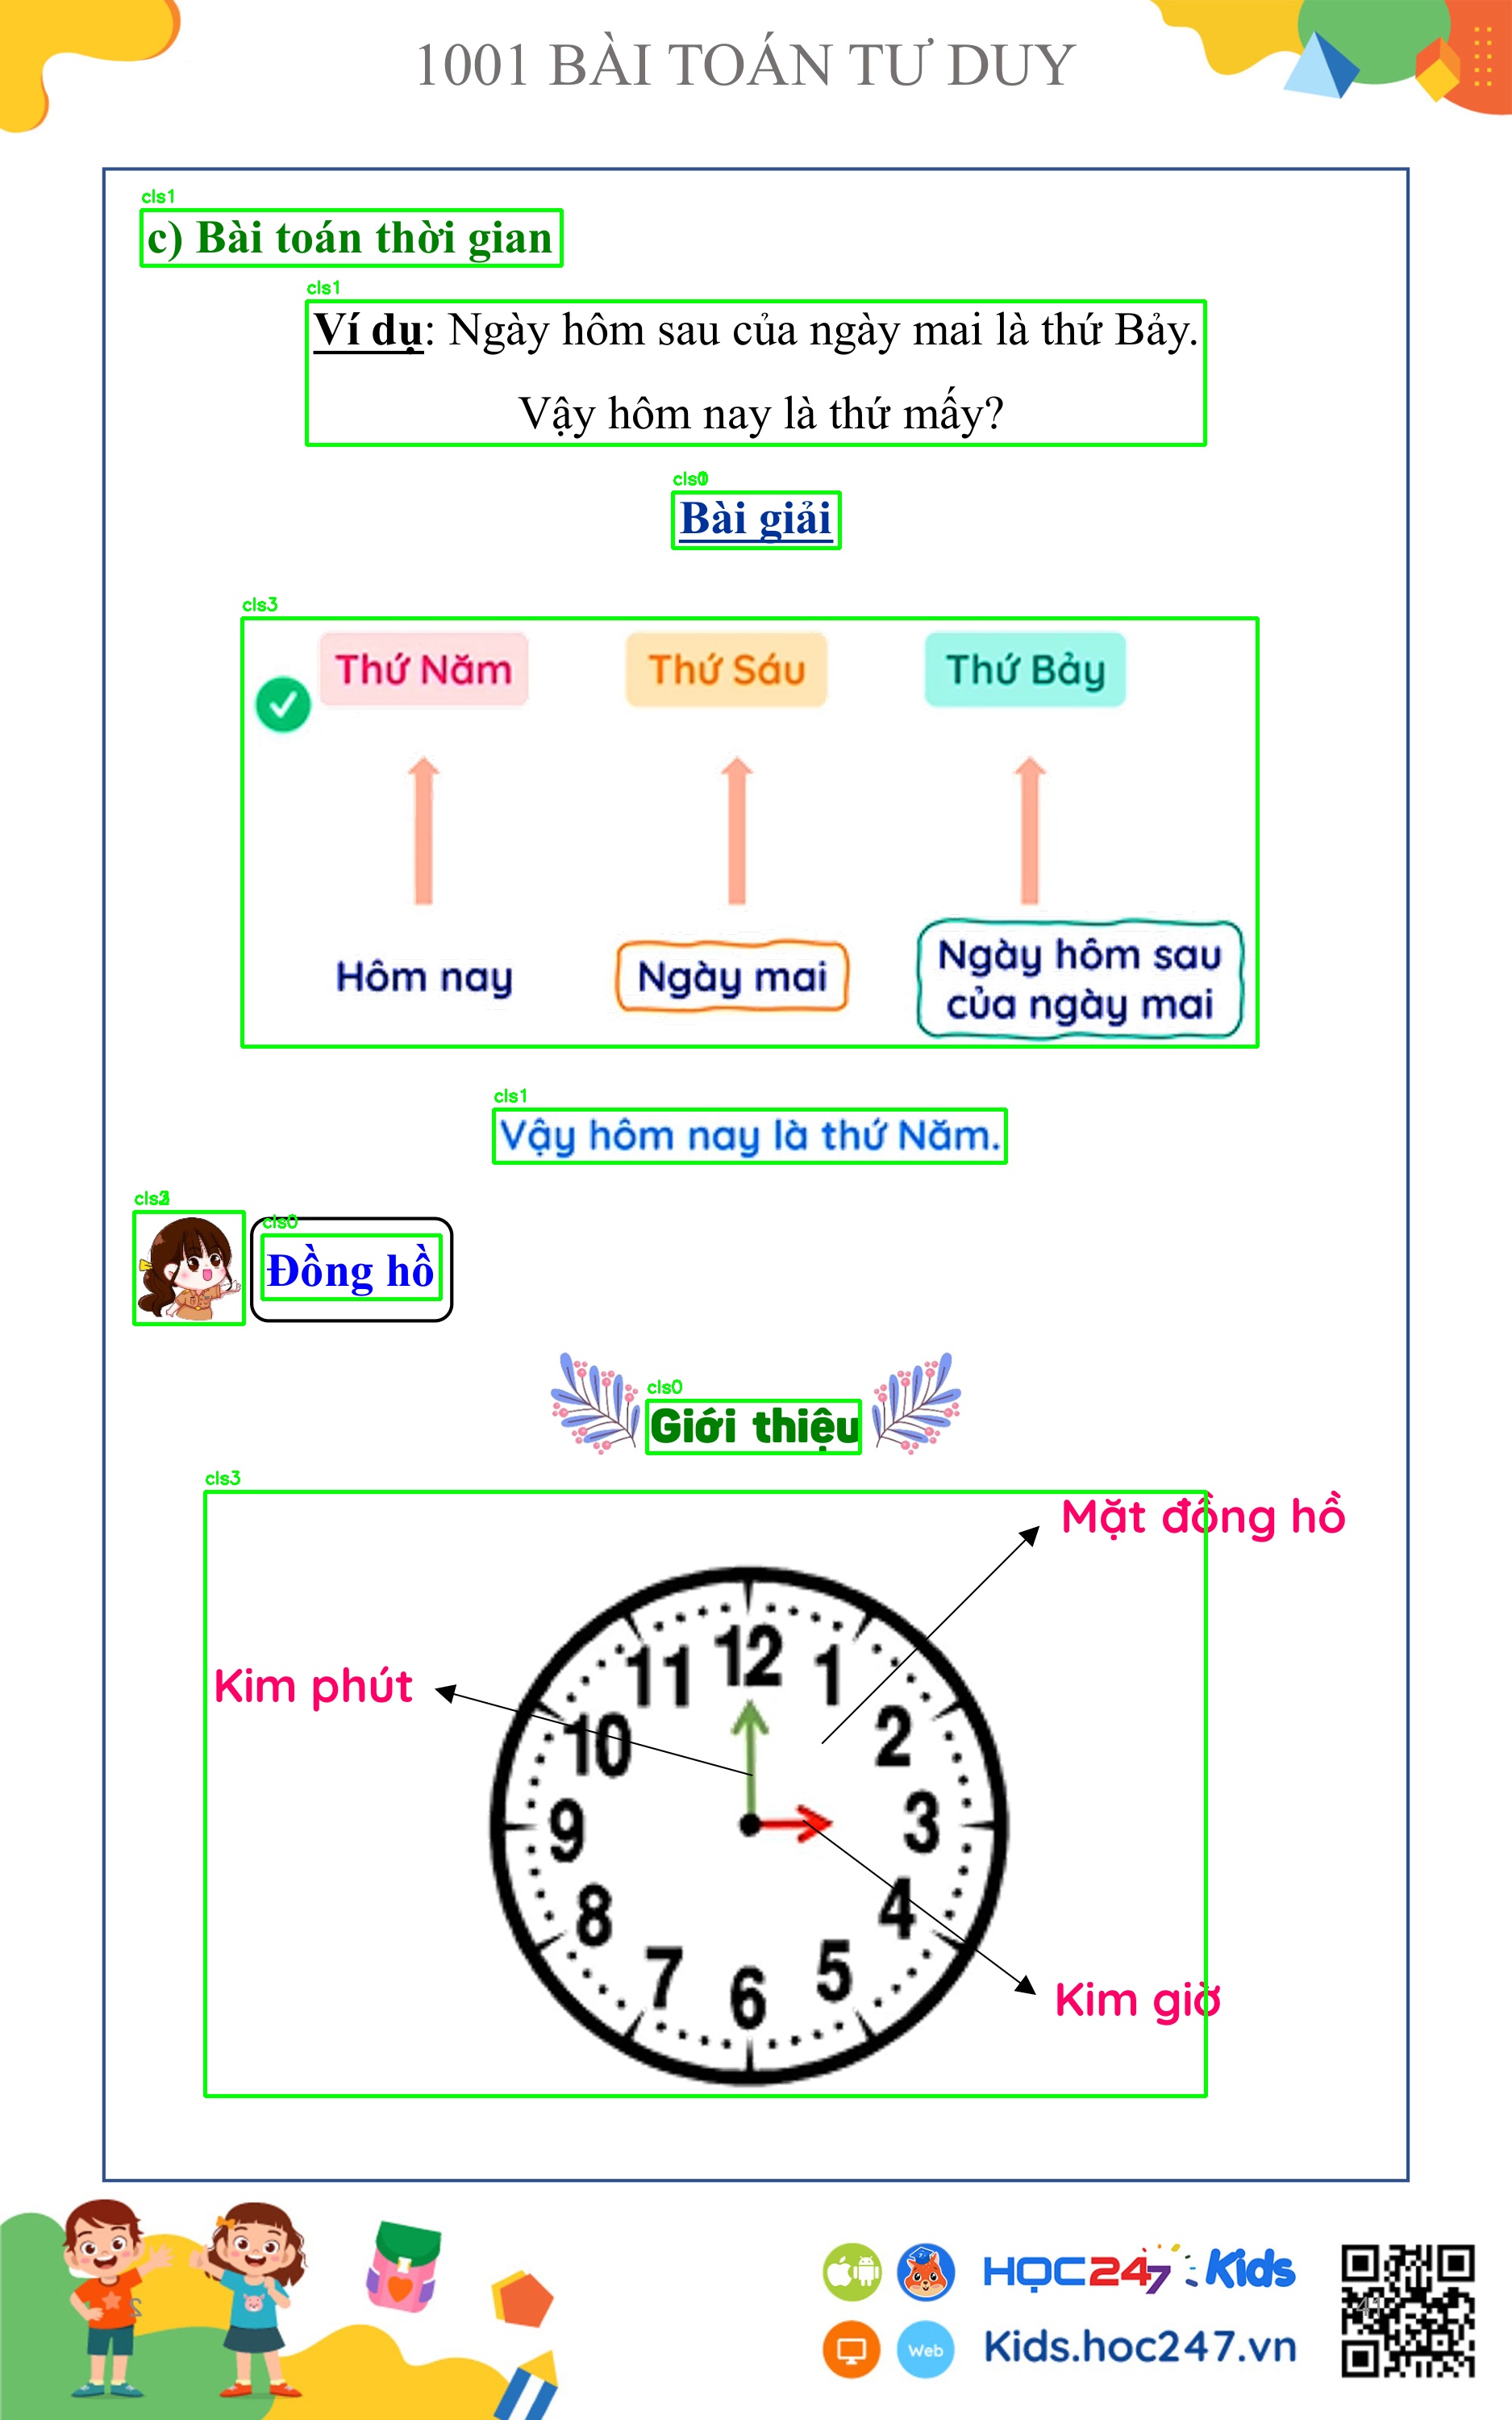 1001 BÀI TOÁN TƯ DUY
cls1
c) Bài toán thời gian
cls1
Ví dụ: Ngày hôm sau của ngày mai là thứ Bảy.
Vậy hôm nay là thứ mấy?
Bài giải
cls3
Thứ Năm Thứ Sáu Thứ Bảy
Hôm nay Ngày mai Ngày hôm sau
của ngày mai
cls1
Vậy hôm nay là thứ Năm.
cls0
Đồng hồ
cls0
Giới thiệu
cls3
Mặt đồng hồ
Kim phút
12
11 1
10 2
9 3
8 4
7 5
6
Kim giờ
HỌC247 Kids
41
Web Kids.hoc247.vn